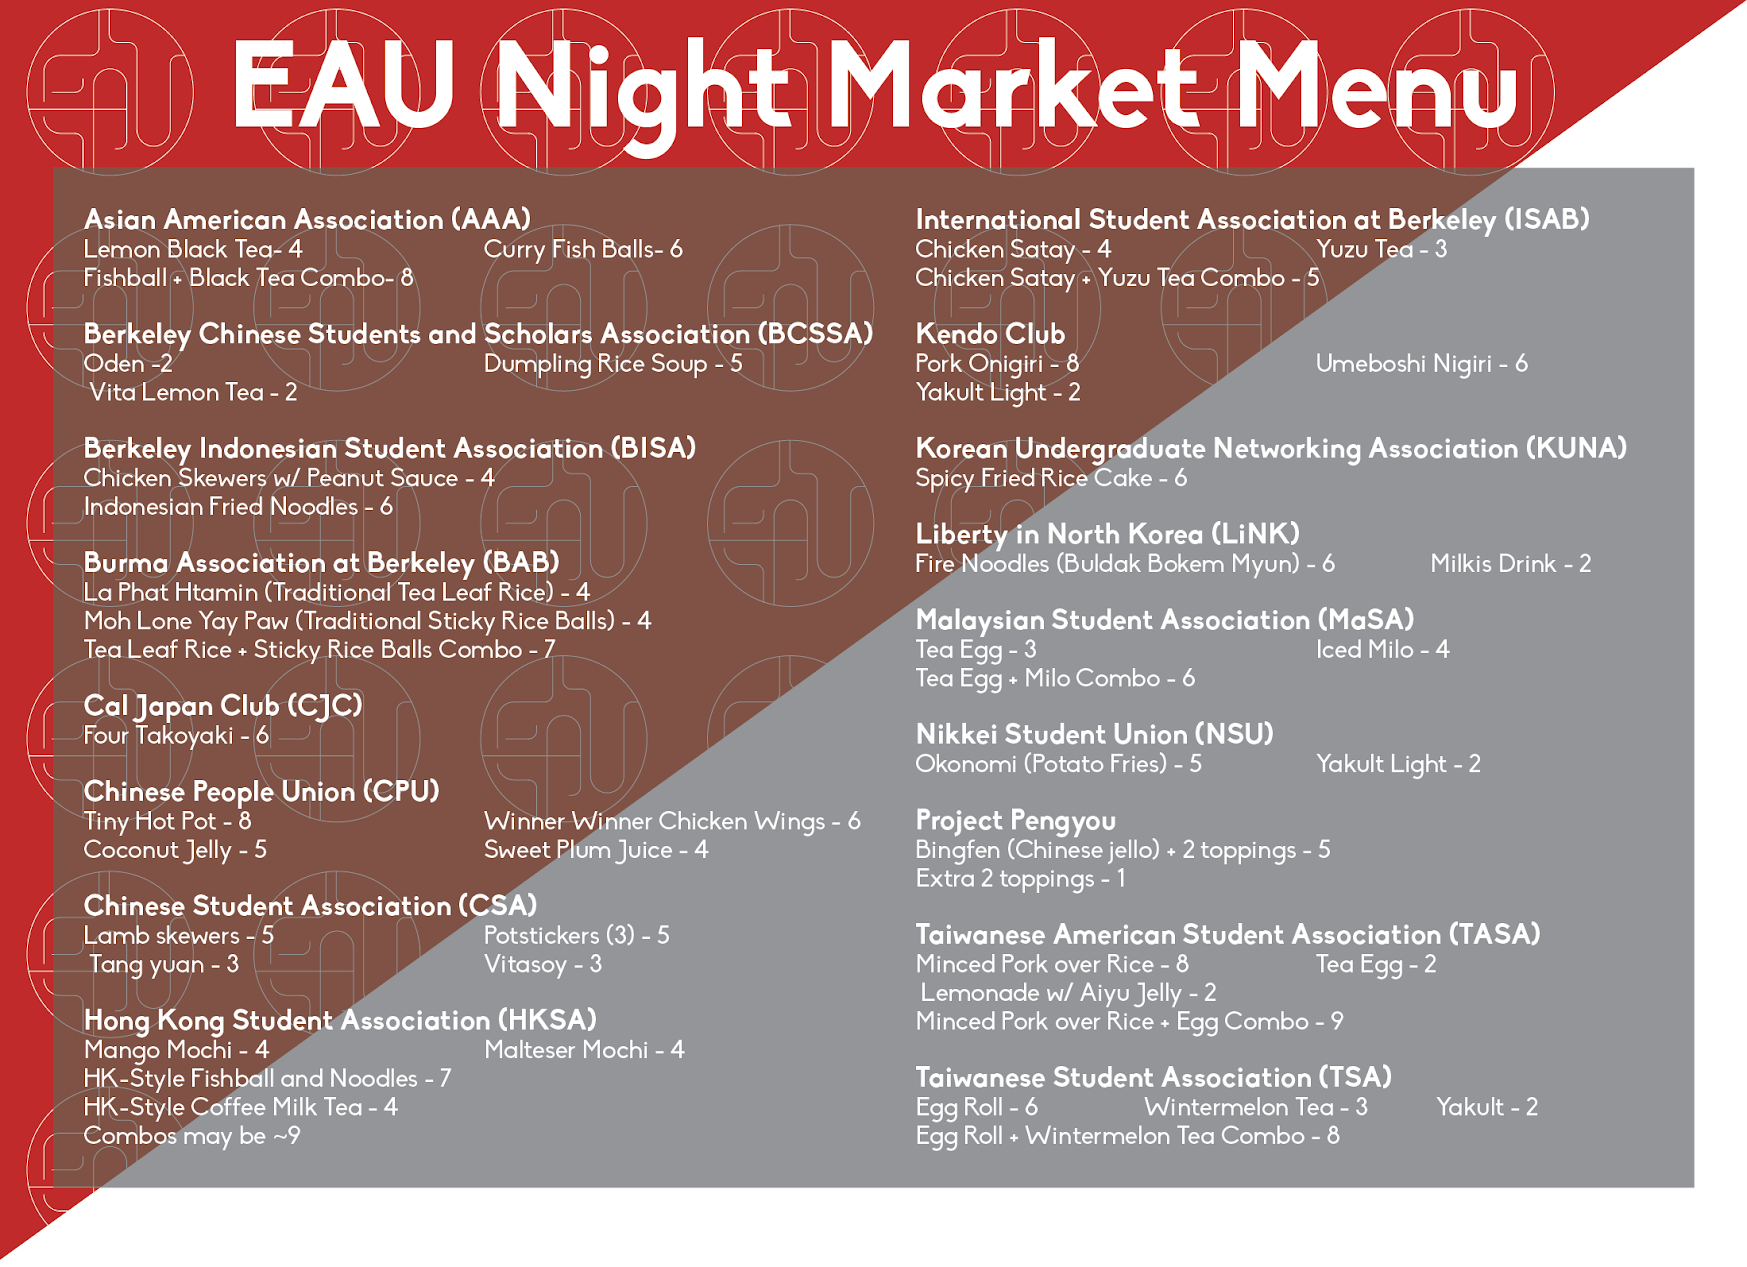 EAU Night Market Menu
Asian American Association (AAA)
Lemon Black Tea- 4 Curry Fish Balls- 6
Fishball + Black Tea Combo- 8
Berkeley Chinese Students and Scholars Association (BCSSA)
Oden -2 Dumpling Rice Soup - 5
Vita Lemon Tea - 2
Berkeley Indonesian Student Association (BISA)
Chicken Skewers w/ Peanut Sauce - 4
Indonesian Fried Noodles - 6
Burma Association at Berkeley (BAB)
La Phat Htamin (Traditional Tea Leaf Rice) - 4
Moh Lone Yay Paw (Traditional Sticky Rice Balls) - 4
Tea Leaf Rice + Sticky Rice Balls Combo - 7
Cal Japan Club (CJC)
Four Takoyaki - 6
Chinese People Union (CPU)
Tiny Hot Pot - 8 Winner Winner Chicken Wings - 6
Coconut Jelly - 5 Sweet Plum Juice - 4
Chinese Student Association (CSA)
Lamb skewers - 5 Potstickers (3) - 5
Tang yuan - 3 Vitasoy - 3
Hong Kong Student Association (HKSA)
Mango Mochi - 4 Malteser Mochi - 4
HK-Style Fishball and Noodles - 7
HK-Style Coffee Milk Tea - 4
Combos may be ~9
International Student Association at Berkeley (ISAB)
Chicken Satay - 4 Yuzu Tea - 3
Chicken Satay + Yuzu Tea Combo - 5
Kendo Club
Pork Onigiri - 8 Umeboshi Nigiri - 6
Yakult Light - 2
Korean Undergraduate Networking Association (KUNA)
Spicy Fried Rice Cake - 6
Liberty in North Korea (LiNK)
Fire Noodles (Buldak Bokem Myun) - 6 Milkis Drink - 2
Malaysian Student Association (MaSA)
Tea Egg - 3 Iced Milo - 4
Tea Egg + Milo Combo - 6
Nikkei Student Union (NSU)
Okonomi (Potato Fries) - 5 Yakult Light - 2
Project Pengyou
Bingfen (Chinese jello) + 2 toppings - 5
Extra 2 toppings - 1
Taiwanese American Student Association (TASA)
Minced Pork over Rice - 8 Tea Egg - 2
Lemonade w/ Aiyu Jelly - 2
Minced Pork over Rice + Egg Combo - 9
Taiwanese Student Association (TSA)
Egg Roll - 6 Wintermelon Tea - 3 Yakult - 2
Egg Roll + Wintermelon Tea Combo - 8